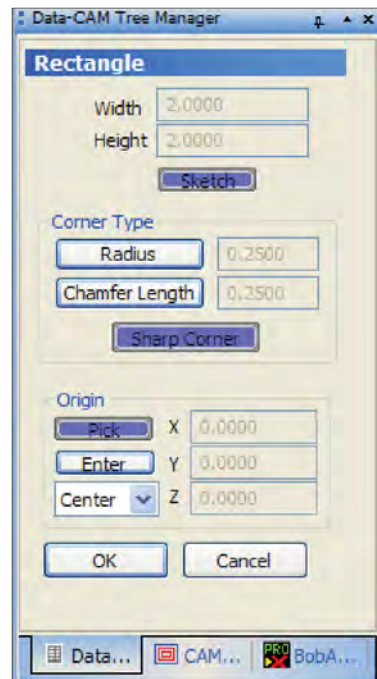 Data-CAM Tree Manager
Rectangle
Width 2.0000
Height 2.0000
Sketch
Corner Type
Radius 0.2500
Chamfer Length 0.2500
Sharp Corner
Origin
Pick X 0.0000
Enter Y 0.0000
Center Z 0.0000
OK Cancel
Data... CAM... PRO BobA...